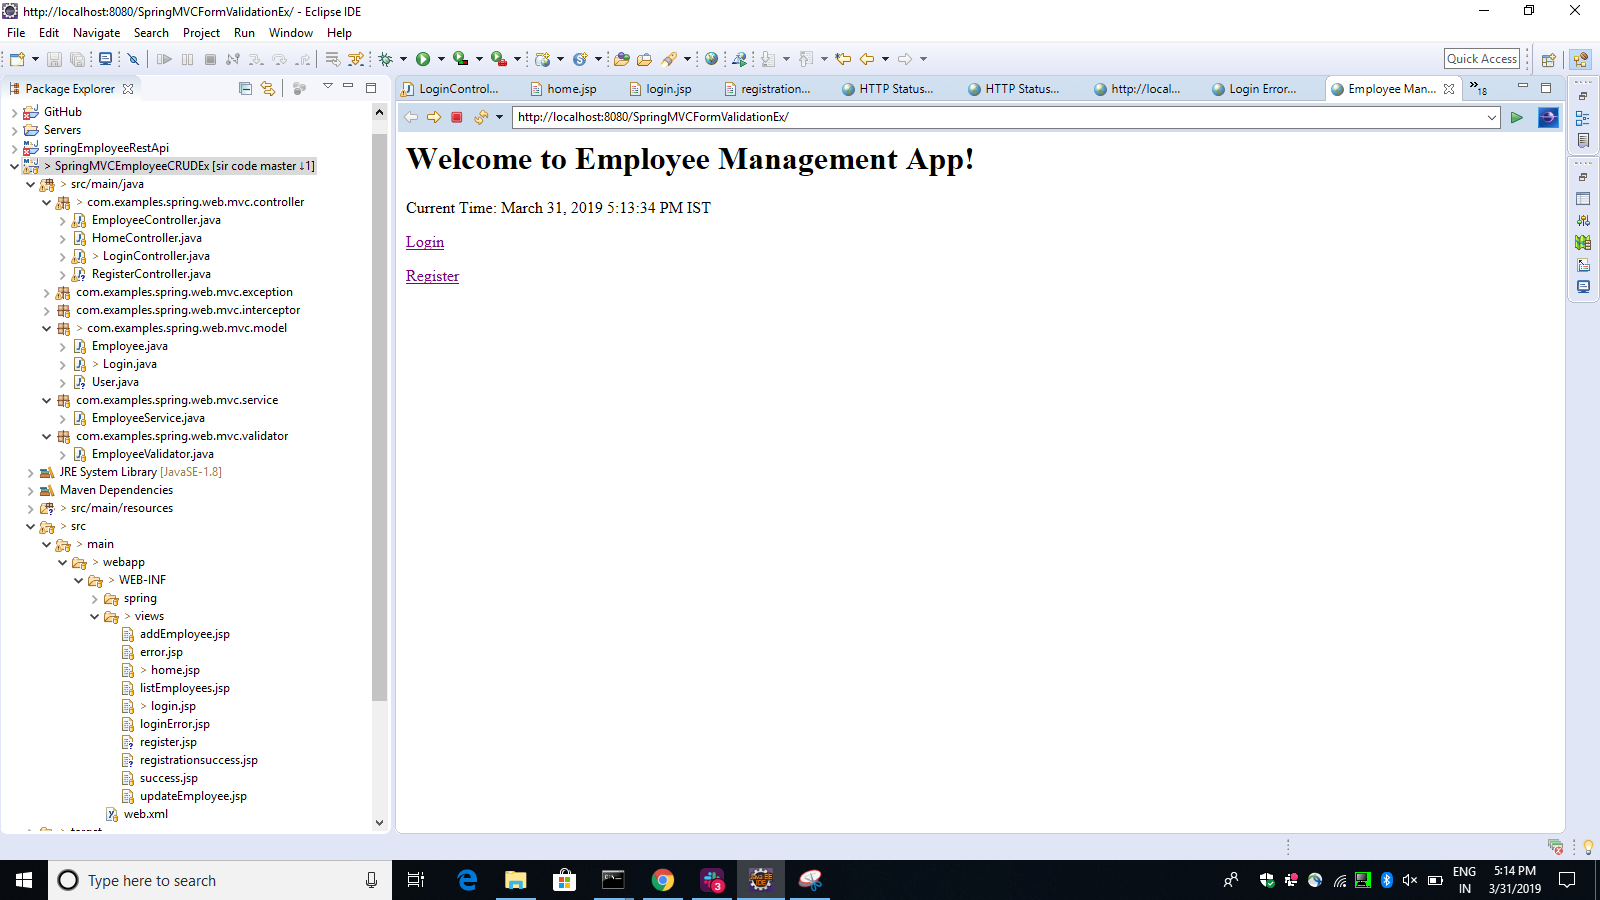 http://localhost:8080/SpringMVCFormValidationEx/ - Eclipse IDE
File Edit Navigate Search Project Run Window Help
Quick Access
Package Explorer
LoginControl... home.jsp login.jsp registration... HTTP Status... HTTP Status... http://local... Login Error... Employee Man... »18
http://localhost:8080/SpringMVCFormValidationEx/
GitHub
Servers
springEmployeeRestApi
> SpringMVCEmployeeCRUDEx [sir code master ↓1]
> src/main/java
> com.examples.spring.web.mvc.controller
EmployeeController.java
HomeController.java
> LoginController.java
RegisterController.java
com.examples.spring.web.mvc.exception
com.examples.spring.web.mvc.interceptor
> com.examples.spring.web.mvc.model
Employee.java
> Login.java
User.java
com.examples.spring.web.mvc.service
EmployeeService.java
com.examples.spring.web.mvc.validator
EmployeeValidator.java
JRE System Library [JavaSE-1.8]
Maven Dependencies
> src/main/resources
> src
> main
> webapp
> WEB-INF
spring
> views
addEmployee.jsp
error.jsp
> home.jsp
listEmployees.jsp
> login.jsp
loginError.jsp
register.jsp
registrationsuccess.jsp
success.jsp
updateEmployee.jsp
web.xml
> target
Welcome to Employee Management App!
Current Time: March 31, 2019 5:13:34 PM IST
Login
Register
Type here to search
3
ENG
IN
5:14 PM
3/31/2019